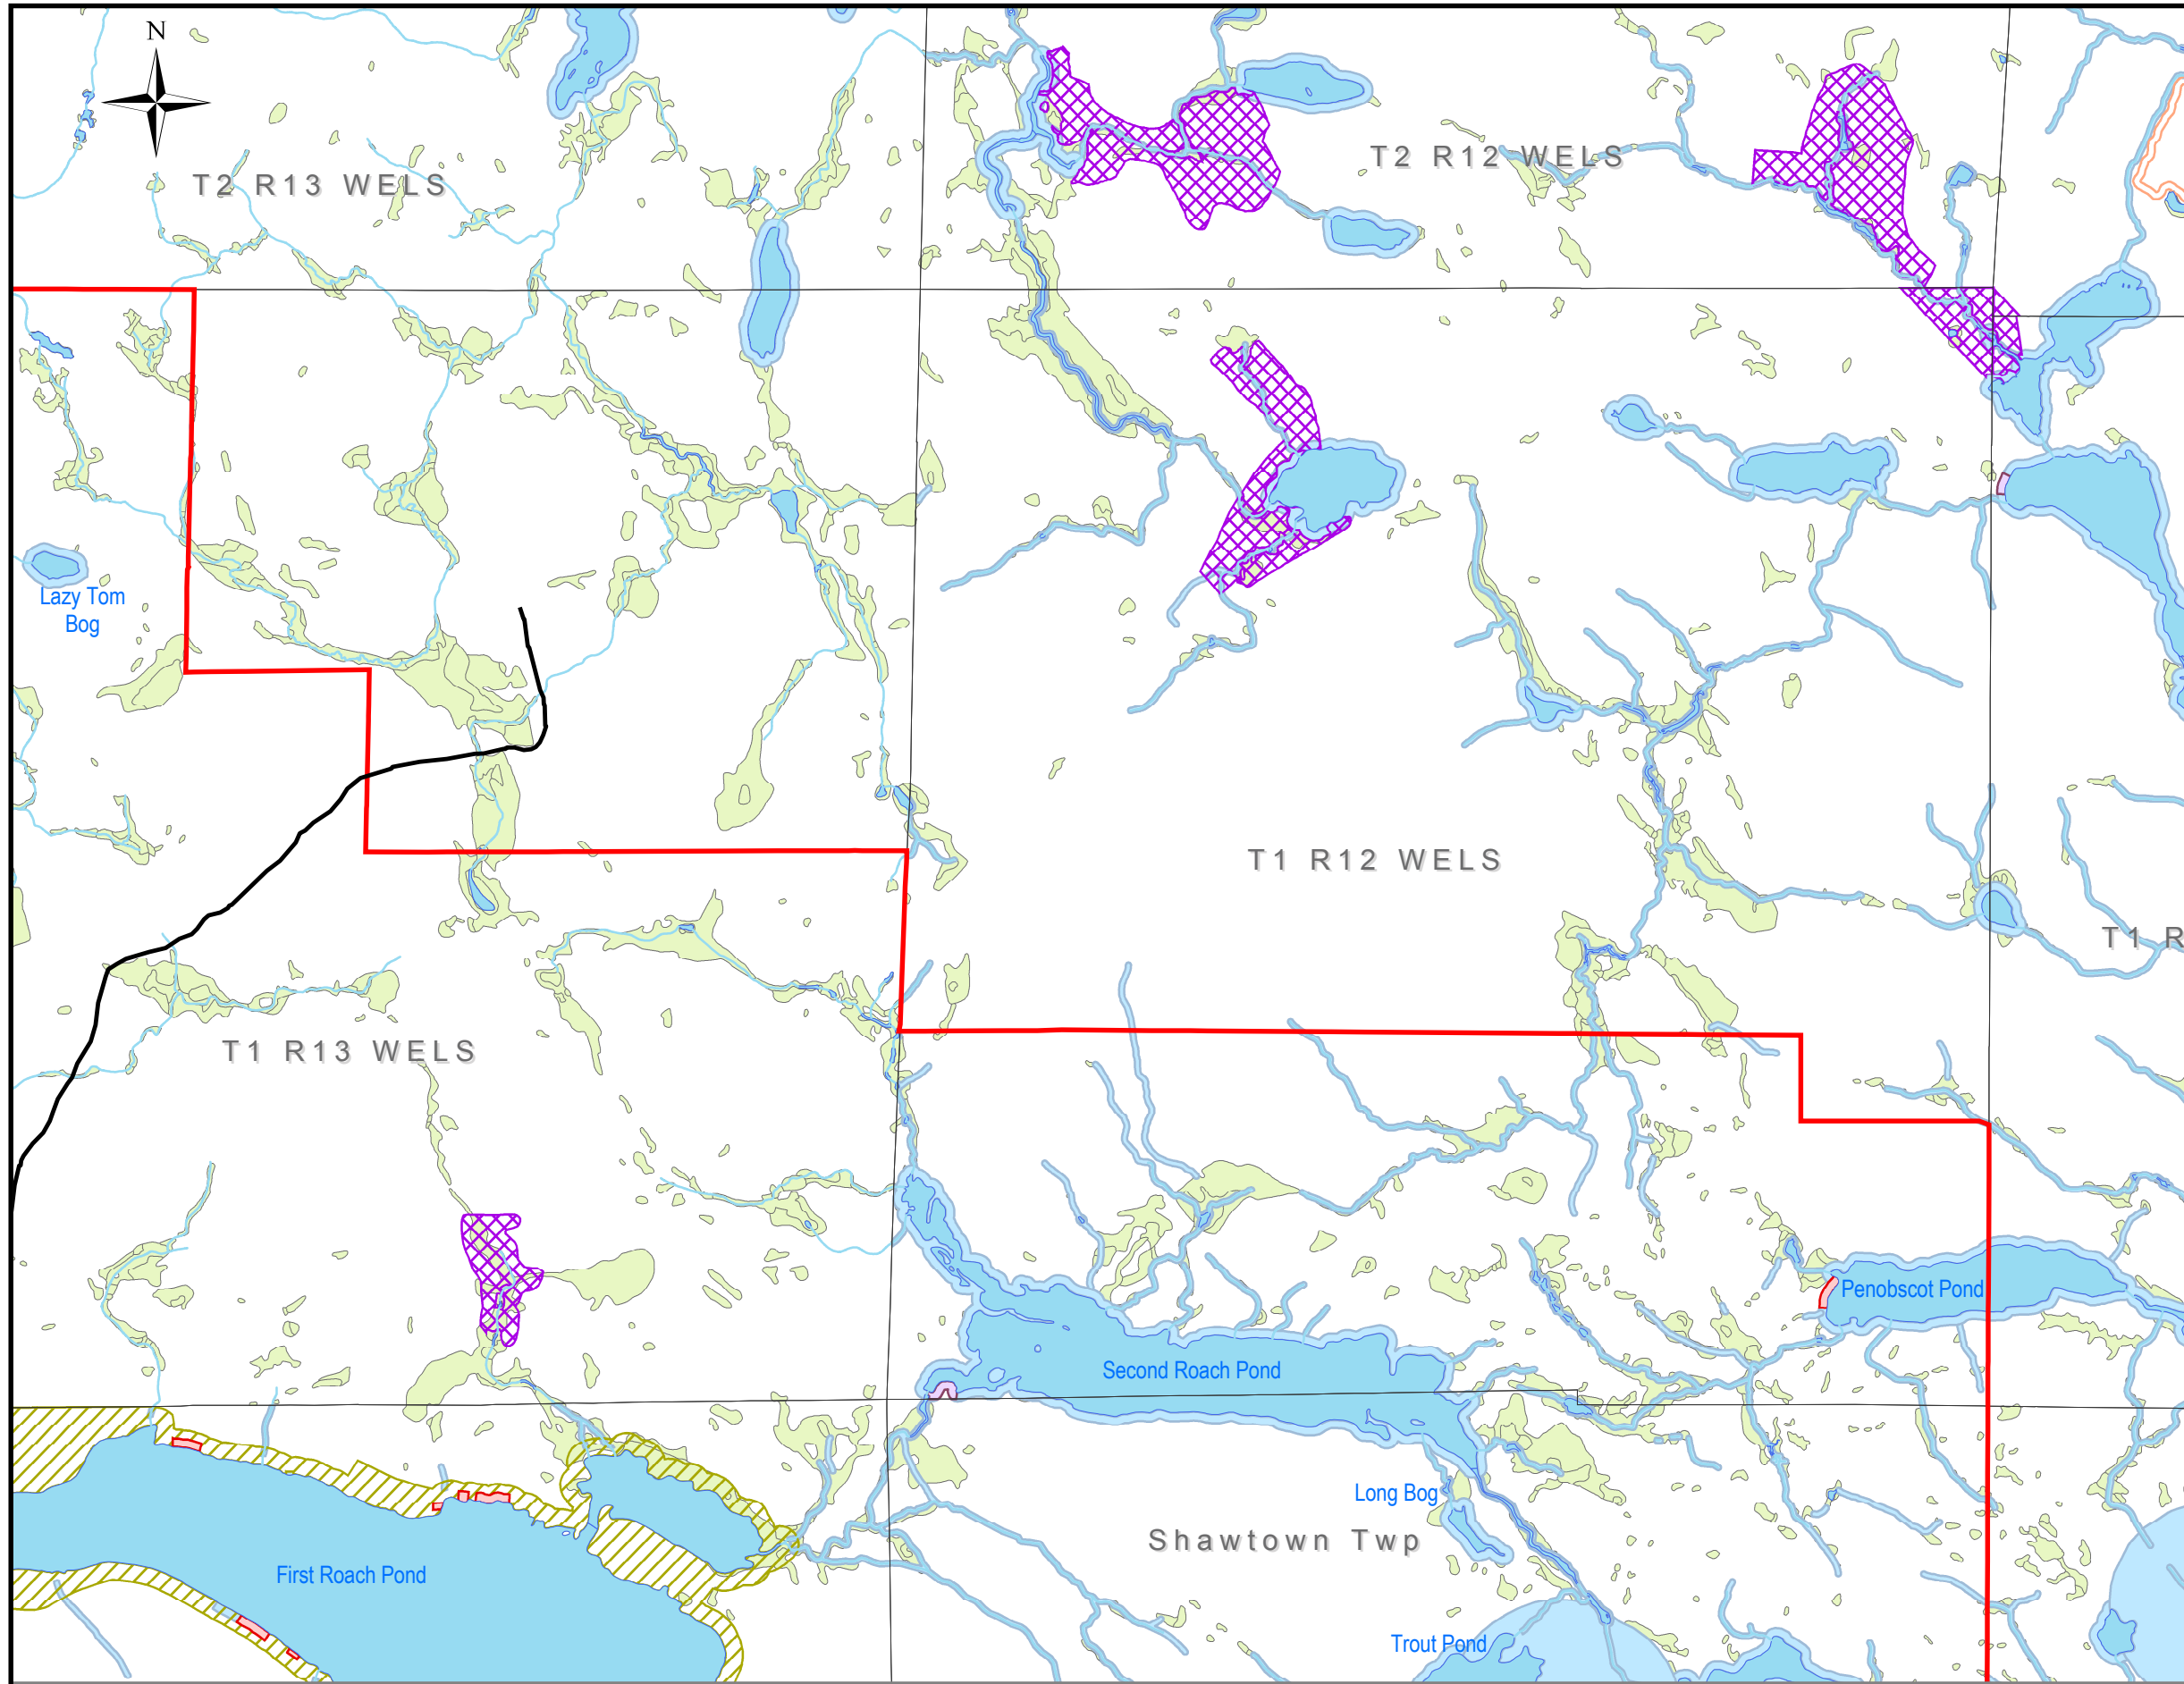 N
T2 R13 WELS
T2 R12 WELS
Lazy Tom
Bog
T1 R12 WELS
T1 R
T1 R13 WELS
Penobscot Pond
Second Roach Pond
Long Bog
Shawtown Twp
First Roach Pond
Trout Pond